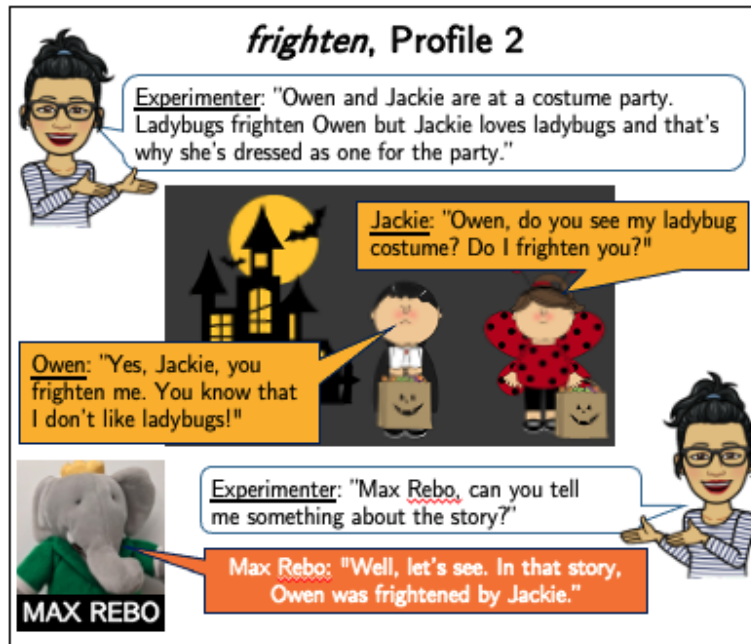 frighten, Profile 2
Experimenter: "Owen and Jackie are at a costume party.
Ladybugs frighten Owen but Jackie loves ladybugs and that's
why she's dressed as one for the party."
Jackie: "Owen, do you see my ladybug
costume? Do I frighten you?"
Owen: "Yes, Jackie, you
frighten me. You know that
I don't like ladybugs!"
Experimenter: "Max Rebo, can you tell
me something about the story?"
Max Rebo: "Well, let's see. In that story,
Owen was frightened by Jackie."
MAX REBO